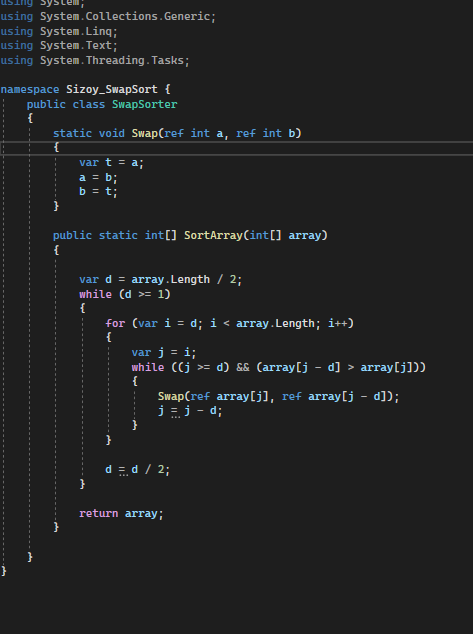 using System;
using System.Collections.Generic;
using System.Linq;
using System.Text;
using System.Threading.Tasks;
namespace Sizoy_SwapSort {
public class SwapSorter
{
static void Swap(ref int a, ref int b)
{
var t = a;
a = b;
b = t;
}
public static int[] SortArray(int[] array)
{
var d = array.Length / 2;
while (d >= 1)
{
for (var i = d; i < array.Length; i++)
{
var j = i;
while ((j >= d) && (array[j - d] > array[j]))
{
Swap(ref array[j], ref array[j - d]);
j = j - d;
}
}
d = d / 2;
}
return array;
}
}
}